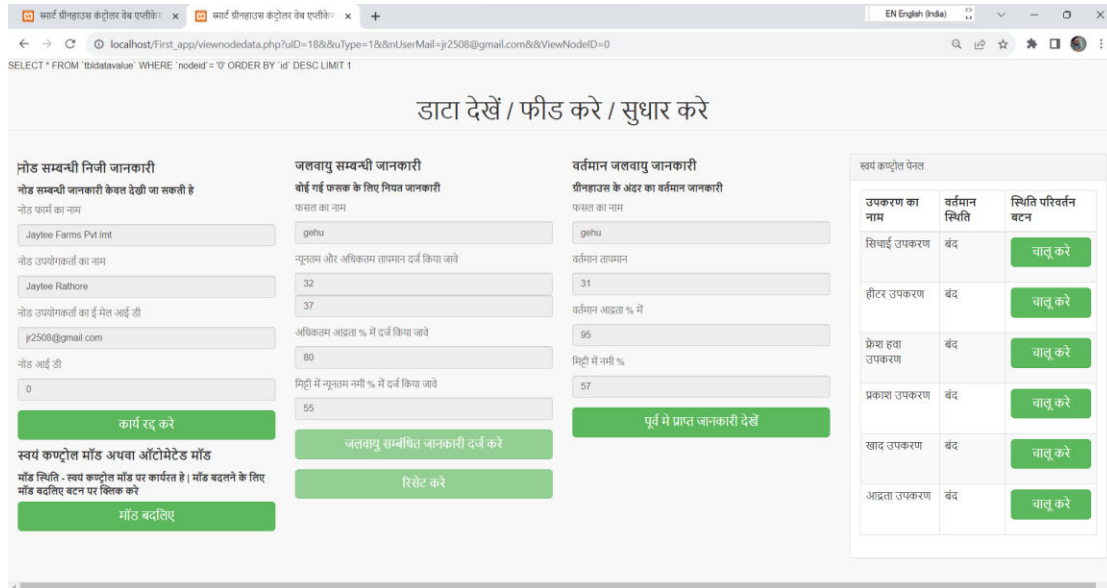 स्मार्ट ग्रीनहाउस कंट्रोलर वेब एप्लीके
स्मार्ट ग्रीनहाउस कंट्रोलर वेब एप्लीके
EN English (India)
localhost/First_app/viewnodedata.php?uID=18&&uType=1&&nUserMail=jr2508@gmail.com&&ViewNodeID=0
SELECT * FROM `tbldatavalue` WHERE `nodeid`= '0' ORDER BY `id` DESC LIMIT 1
डाटा देखें / फीड करे / सुधार करे
नोड सम्बन्धी निजी जानकारी
नोड सम्बन्धी जानकारी केवल देखी जा सकती हे
नोड फार्म का नाम
Jaytee Farms Pvt lmt
नोड उपयोगकर्ता का नाम
Jaytee Rathore
नोड उपयोगकर्ता का ई मेल आई डी
jr2508@gmail.com
नोड आई डी
0
कार्य रद्द करे
स्वयं कण्ट्रोल मॉड अथवा ऑटोमेटेड मॉड
मॉड स्थिति - स्वयं कण्ट्रोल मॉड पर कार्यरत हे | मॉड बदलने के लिए
मॉड बदलिए बटन पर क्लिक करे
मॉड बदलिए
जलवायु सम्बन्धी जानकारी
बोई गई फसक के लिए नियत जानकारी
फसल का नाम
gehu
न्यूनतम और अधिकतम तापमान दर्ज किया जावे
32
37
अधिकतम आद्रता % में दर्ज किया जावे
80
मिट्टी में न्यूनतम नमी % में दर्ज किया जावे
55
जलवायु सम्बंधित जानकारी दर्ज करे
रिसेट करे
वर्तमान जलवायु जानकारी
ग्रीनहाउस के अंदर का वर्तमान जानकारी
फसल का नाम
gehu
वर्तमान तापमान
31
वर्तमान आद्रता % में
95
मिट्टी में नमी %
57
पूर्व मे प्राप्त जानकारी देखें
स्वयं कण्ट्रोल पेनल
उपकरण का नाम वर्तमान स्थिति स्थिति परिवर्तन बटन
सिचाई उपकरण बंद चालू करे
हीटर उपकरण बंद चालू करे
फ्रेश हवा उपकरण बंद चालू करे
प्रकाश उपकरण बंद चालू करे
खाद उपकरण बंद चालू करे
आद्रता उपकरण बंद चालू करे